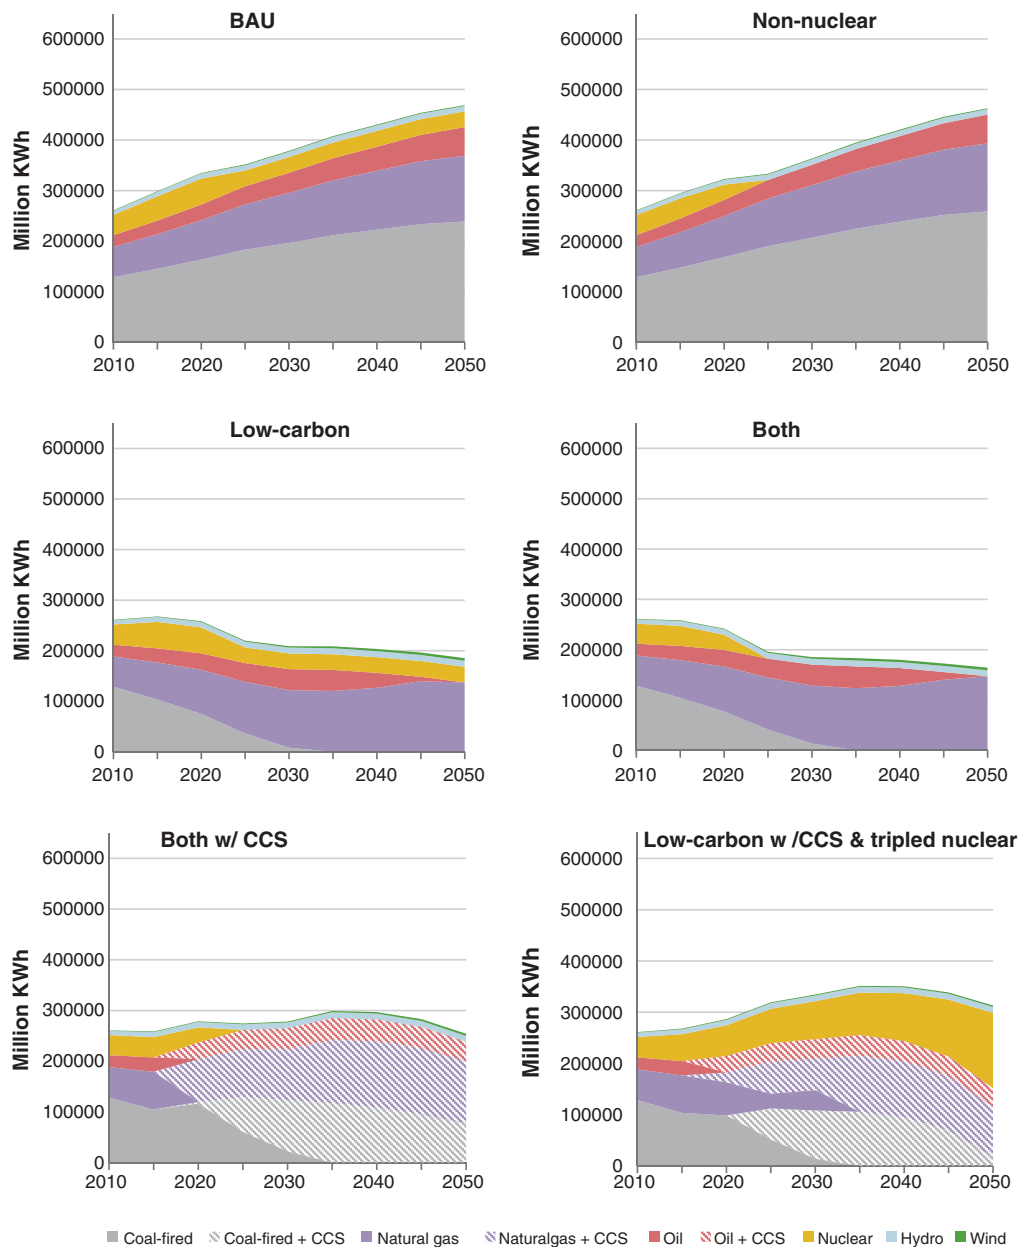 BAU
Non-nuclear
600000
500000
400000
300000
200000
100000
0
Million KWh
2010 2020 2030 2040 2050
600000
500000
400000
300000
200000
100000
0
Million KWh
2010 2020 2030 2040 2050
Low-carbon
Both
600000
500000
400000
300000
200000
100000
0
Million KWh
2010 2020 2030 2040 2050
600000
500000
400000
300000
200000
100000
0
Million KWh
2010 2020 2030 2040 2050
Both w/ CCS
Low-carbon w /CCS & tripled nuclear
600000
500000
400000
300000
200000
100000
0
Million KWh
2010 2020 2030 2040 2050
600000
500000
400000
300000
200000
100000
0
Million KWh
2010 2020 2030 2040 2050
Coal-fired Coal-fired + CCS Natural gas Naturalgas + CCS Oil Oil + CCS Nuclear Hydro Wind